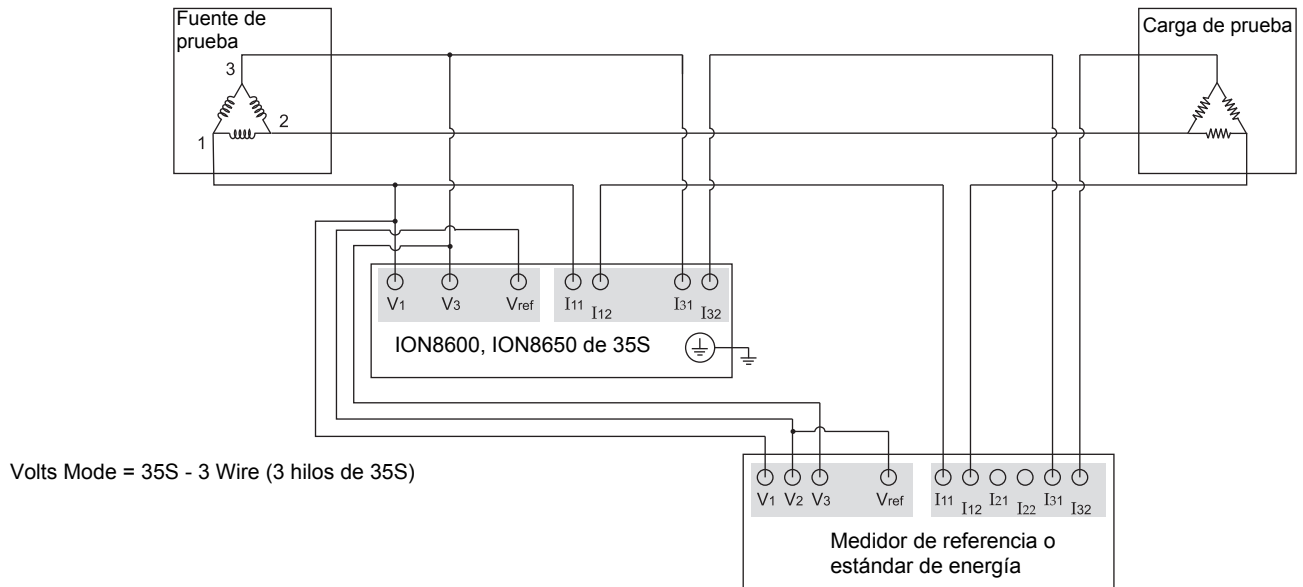 Fuente de
prueba
3
1
2
Carga de prueba
V1 V3 Vref I11 I12 I31 I32
ION8600, ION8650 de 35S
Volts Mode = 35S - 3 Wire (3 hilos de 35S)
V1 V2 V3 Vref I11 I12 I21 I22 I31 I32
Medidor de referencia o
estándar de energía